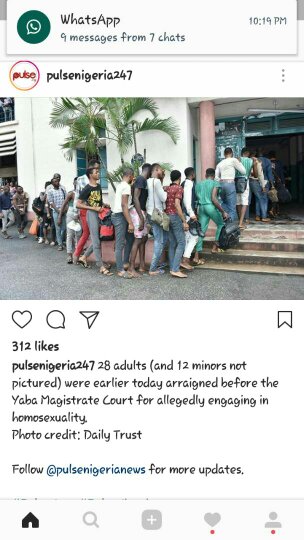 WhatsApp
10:19 PM
9 messages from 7 chats
pulse
pulsenigeria247
312 likes
pulsenigeria247 28 adults (and 12 minors not
pictured) were earlier today arraigned before the
Yaba Magistrate Court for allegedly engaging in
homosexuality.
Photo credit: Daily Trust
Follow @pulsenigerianews for more updates.